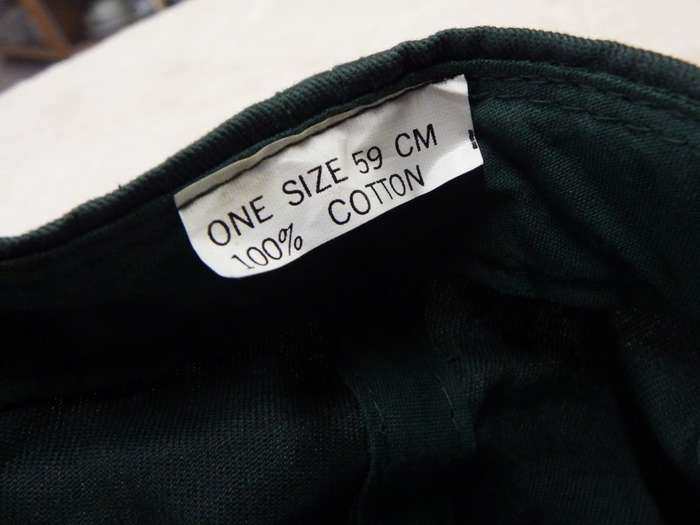 ONE SIZE 59 CM
100% COTTON